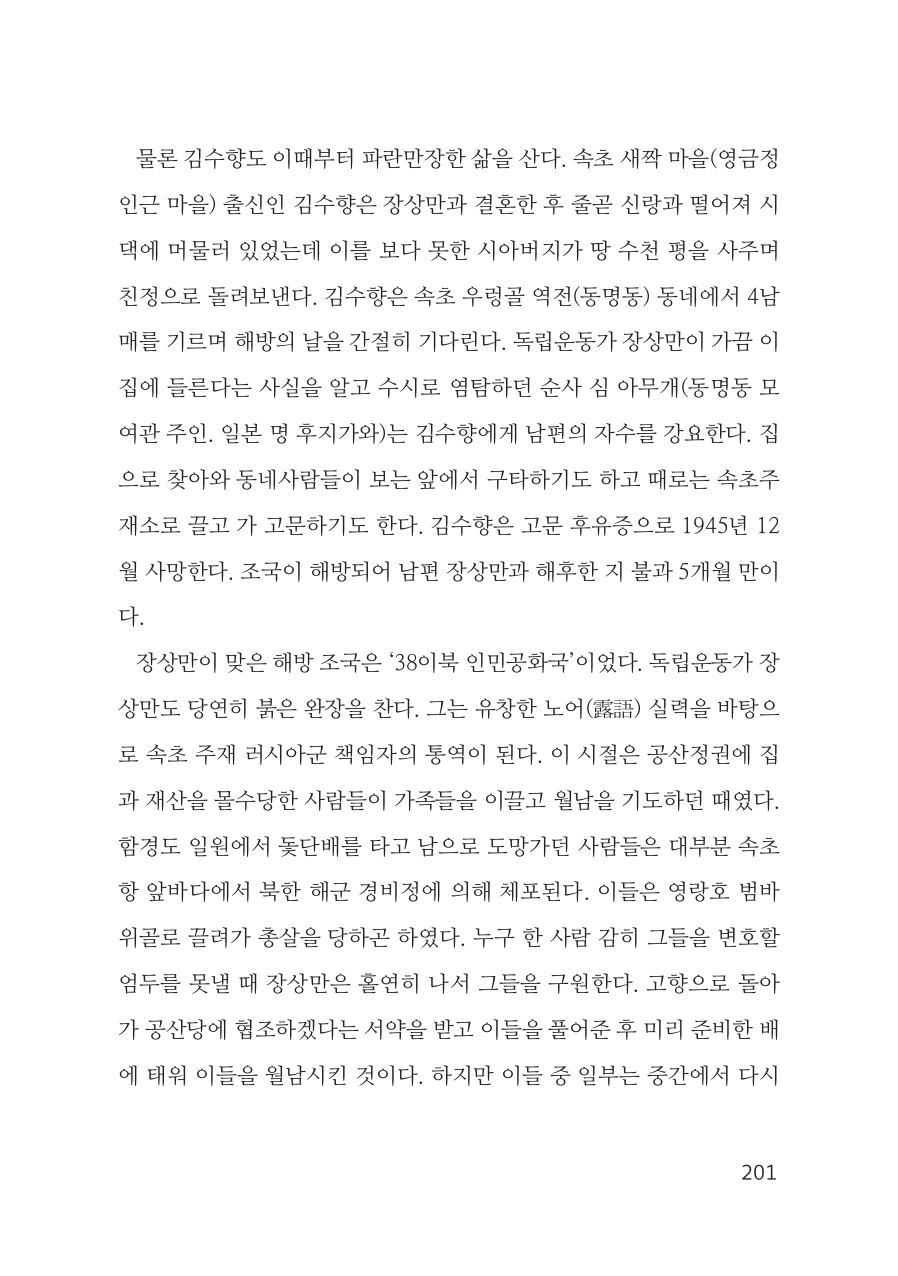 물론 김수향도 이때부터 파란만장한 삶을 산다. 속초 새짝 마을(영금정
인근 마을) 출신인 김수향은 장상만과 결혼한 후 줄곧 신랑과 떨어져 시
댁에 머물러 있었는데 이를 보다 못한 시아버지가 땅 수천 평을 사주며
친정으로 돌려보낸다. 김수향은 속초 우렁골 역전(동명동) 동네에서 4남
매를 기르며 해방의 날을 간절히 기다린다. 독립운동가 장상만이 가끔 이
집에 들른다는 사실을 알고 수시로 염탐하던 순사 심 아무개(동명동 모
여관 주인. 일본 명 후지가와)는 김수향에게 남편의 자수를 강요한다. 집
으로 찾아와 동네사람들이 보는 앞에서 구타하기도 하고 때로는 속초주
재소로 끌고 가 고문하기도 한다. 김수향은 고문 후유증으로 1945년 12
월 사망한다. 조국이 해방되어 남편 장상만과 해후한 지 불과 5개월 만이
다.
장상만이 맞은 해방 조국은 ‘38이북 인민공화국’이었다. 독립운동가 장
상만도 당연히 붉은 완장을 찬다. 그는 유창한 노어(露語) 실력을 바탕으
로 속초 주재 러시아군 책임자의 통역이 된다. 이 시절은 공산정권에 집
과 재산을 몰수당한 사람들이 가족들을 이끌고 월남을 기도하던 때였다.
함경도 일원에서 돛단배를 타고 남으로 도망가던 사람들은 대부분 속초
항 앞바다에서 북한 해군 경비정에 의해 체포된다. 이들은 영랑호 범바
위골로 끌려가 총살을 당하곤 하였다. 누구 한 사람 감히 그들을 변호할
엄두를 못낼 때 장상만은 홀연히 나서 그들을 구원한다. 고향으로 돌아
가 공산당에 협조하겠다는 서약을 받고 이들을 풀어준 후 미리 준비한 배
에 태워 이들을 월남시킨 것이다. 하지만 이들 중 일부는 중간에서 다시
201